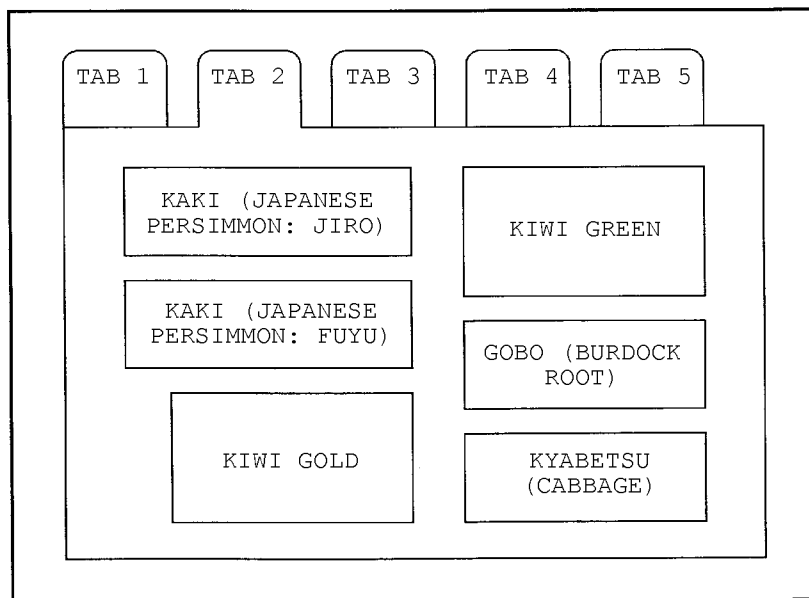 TAB 1
TAB 2
TAB 3
TAB 4
TAB 5
KAKI (JAPANESE
PERSIMMON: JIRO)
KAKI (JAPANESE
PERSIMMON: FUYU)
KIWI GOLD
KIWI GREEN
GOBO (BURDOCK
ROOT)
KYABETSU
(CABBAGE)